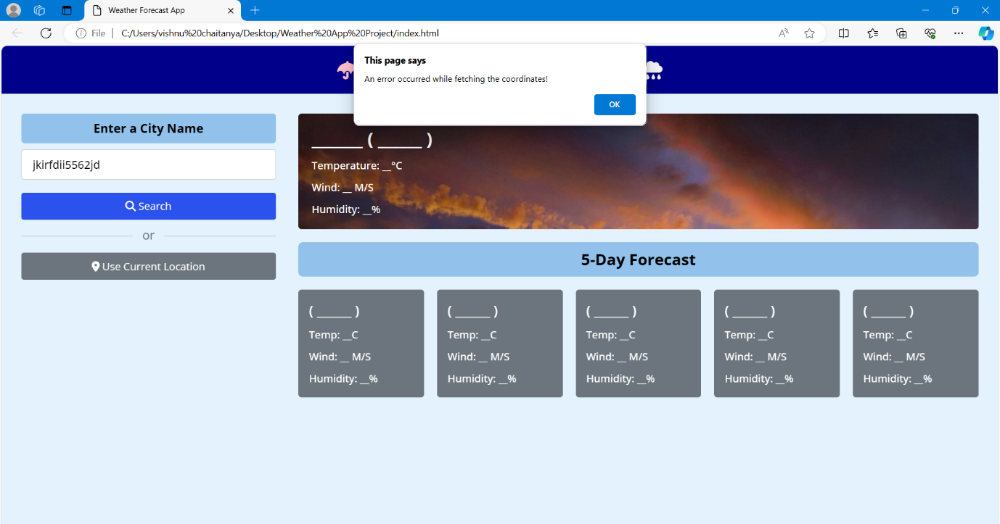 Weather Forecast App
File | C:/Users/vishnu%20chaitanya/Desktop/Weather%20App%20Project/index.html
This page says
An error occurred while fetching the coordinates!
OK
Enter a City Name
jkirfdii5562jd
Search
or
Use Current Location
_______ ( ______ )
Temperature: __°C
Wind: __ M/S
Humidity: __%
5-Day Forecast
( ______ )
Temp: __C
Wind: __ M/S
Humidity: __%
( ______ )
Temp: __C
Wind: __ M/S
Humidity: __%
( ______ )
Temp: __C
Wind: __ M/S
Humidity: __%
( ______ )
Temp: __C
Wind: __ M/S
Humidity: __%
( ______ )
Temp: __C
Wind: __ M/S
Humidity: __%